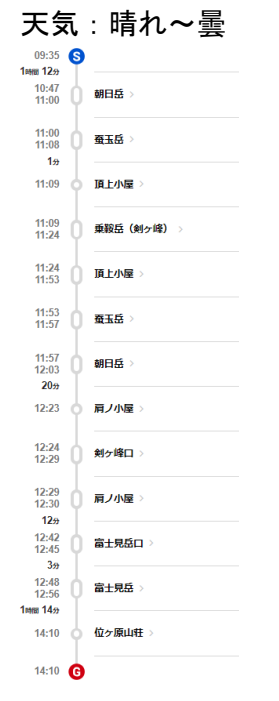 天気：晴れ～曇
09:35 S
1時間 12分
10:47
11:00
朝日岳
11:00
11:08
蚕玉岳
1分
11:09 頂上小屋
11:09
11:24
乗鞍岳（剣ヶ峰）
11:24
11:53
頂上小屋
11:53
11:57
蚕玉岳
11:57
12:03
朝日岳
20分
12:23 肩ノ小屋
12:24
12:29
剣ヶ峰口
12:29
12:30
肩ノ小屋
12分
12:42
12:45
富士見岳口
3分
12:48
12:56
富士見岳
1時間 14分
14:10 位ヶ原山荘
14:10 G